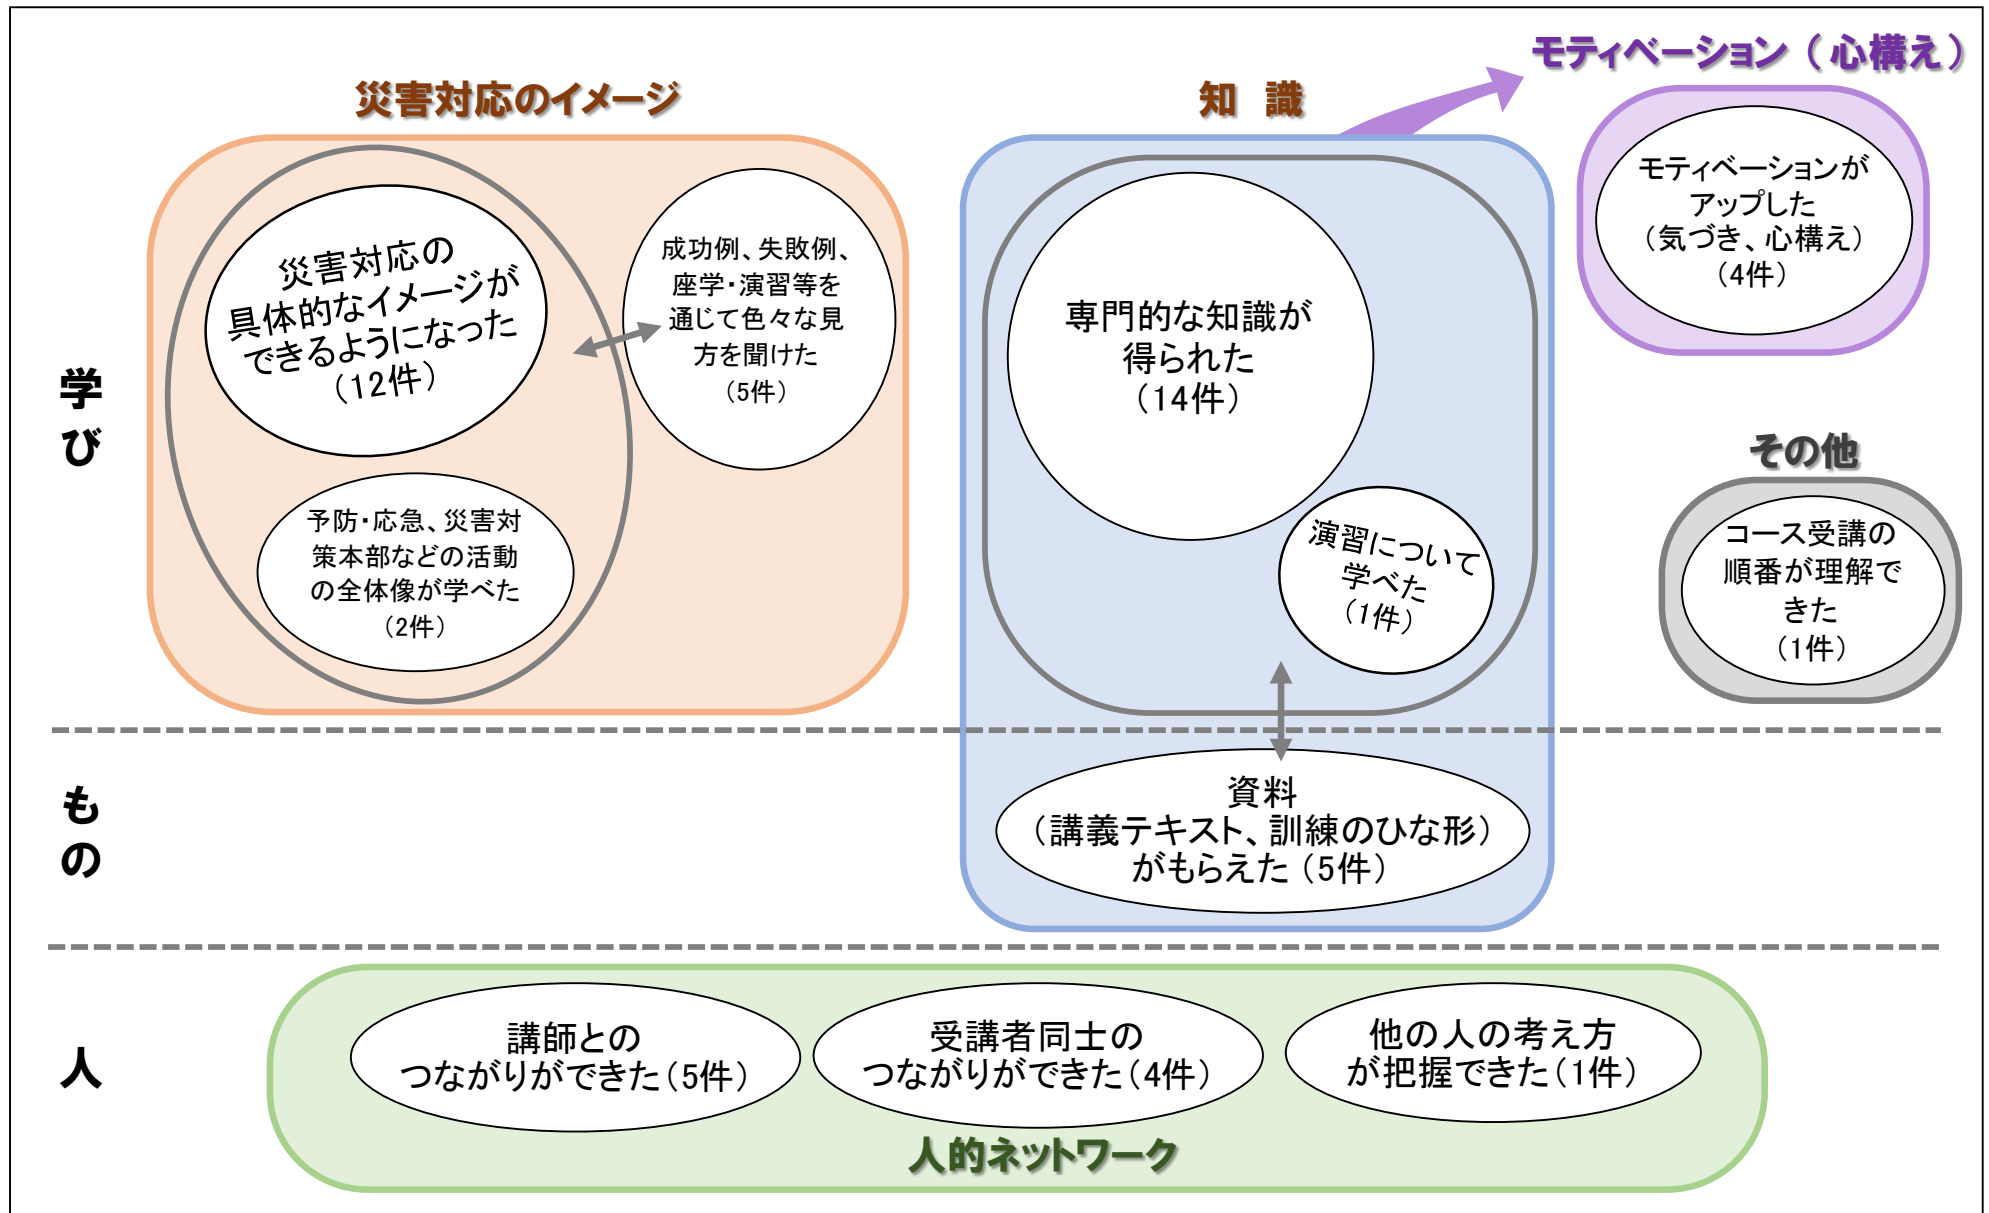 モティベーション(心構え)
災害対応のイメージ
知 識
学び
災害対応の
具体的なイメージが
できるようになった
(12件)
成功例、失敗例、
座学・演習等を
通じて色々な見
方を聞けた
(5件)
予防・応急、災害対
策本部などの活動
の全体像が学べた
(2件)
専門的な知識が
得られた
(14件)
演習について
学べた
(1件)
モティベーションが
アップした
(気づき、心構え)
(4件)
その他
コース受講の
順番が理解で
きた
(1件)
もの
資料
(講義テキスト、訓練のひな形)
がもらえた(5件)
人
講師との
つながりができた(5件)
受講者同士の
つながりができた(4件)
他の人の考え方
が把握できた(1件)
人的ネットワーク